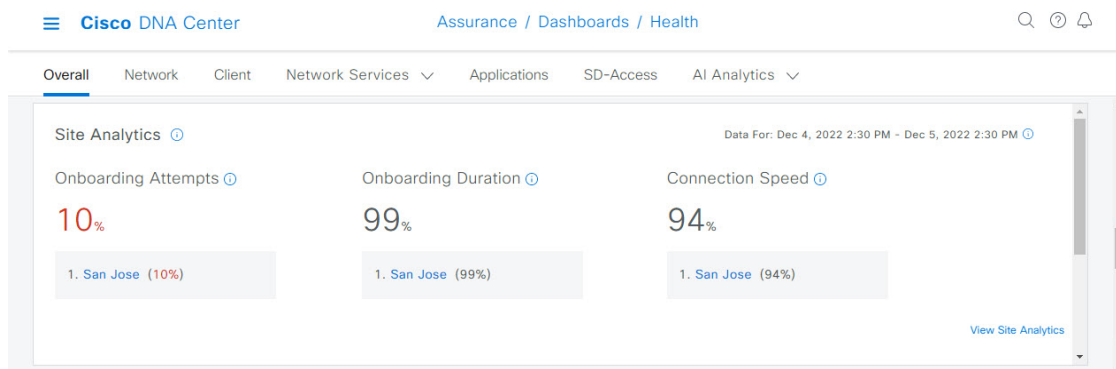 Cisco DNA Center
Assurance / Dashboards / Health
Overall Network Client Network Services Applications SD-Access AI Analytics
Site Analytics
Data For: Dec 4, 2022 2:30 PM - Dec 5, 2022 2:30 PM
Onboarding Attempts Onboarding Duration Connection Speed
10% 99% 94%
1. San Jose (10%) 1. San Jose (99%) 1. San Jose (94%)
View Site Analytics